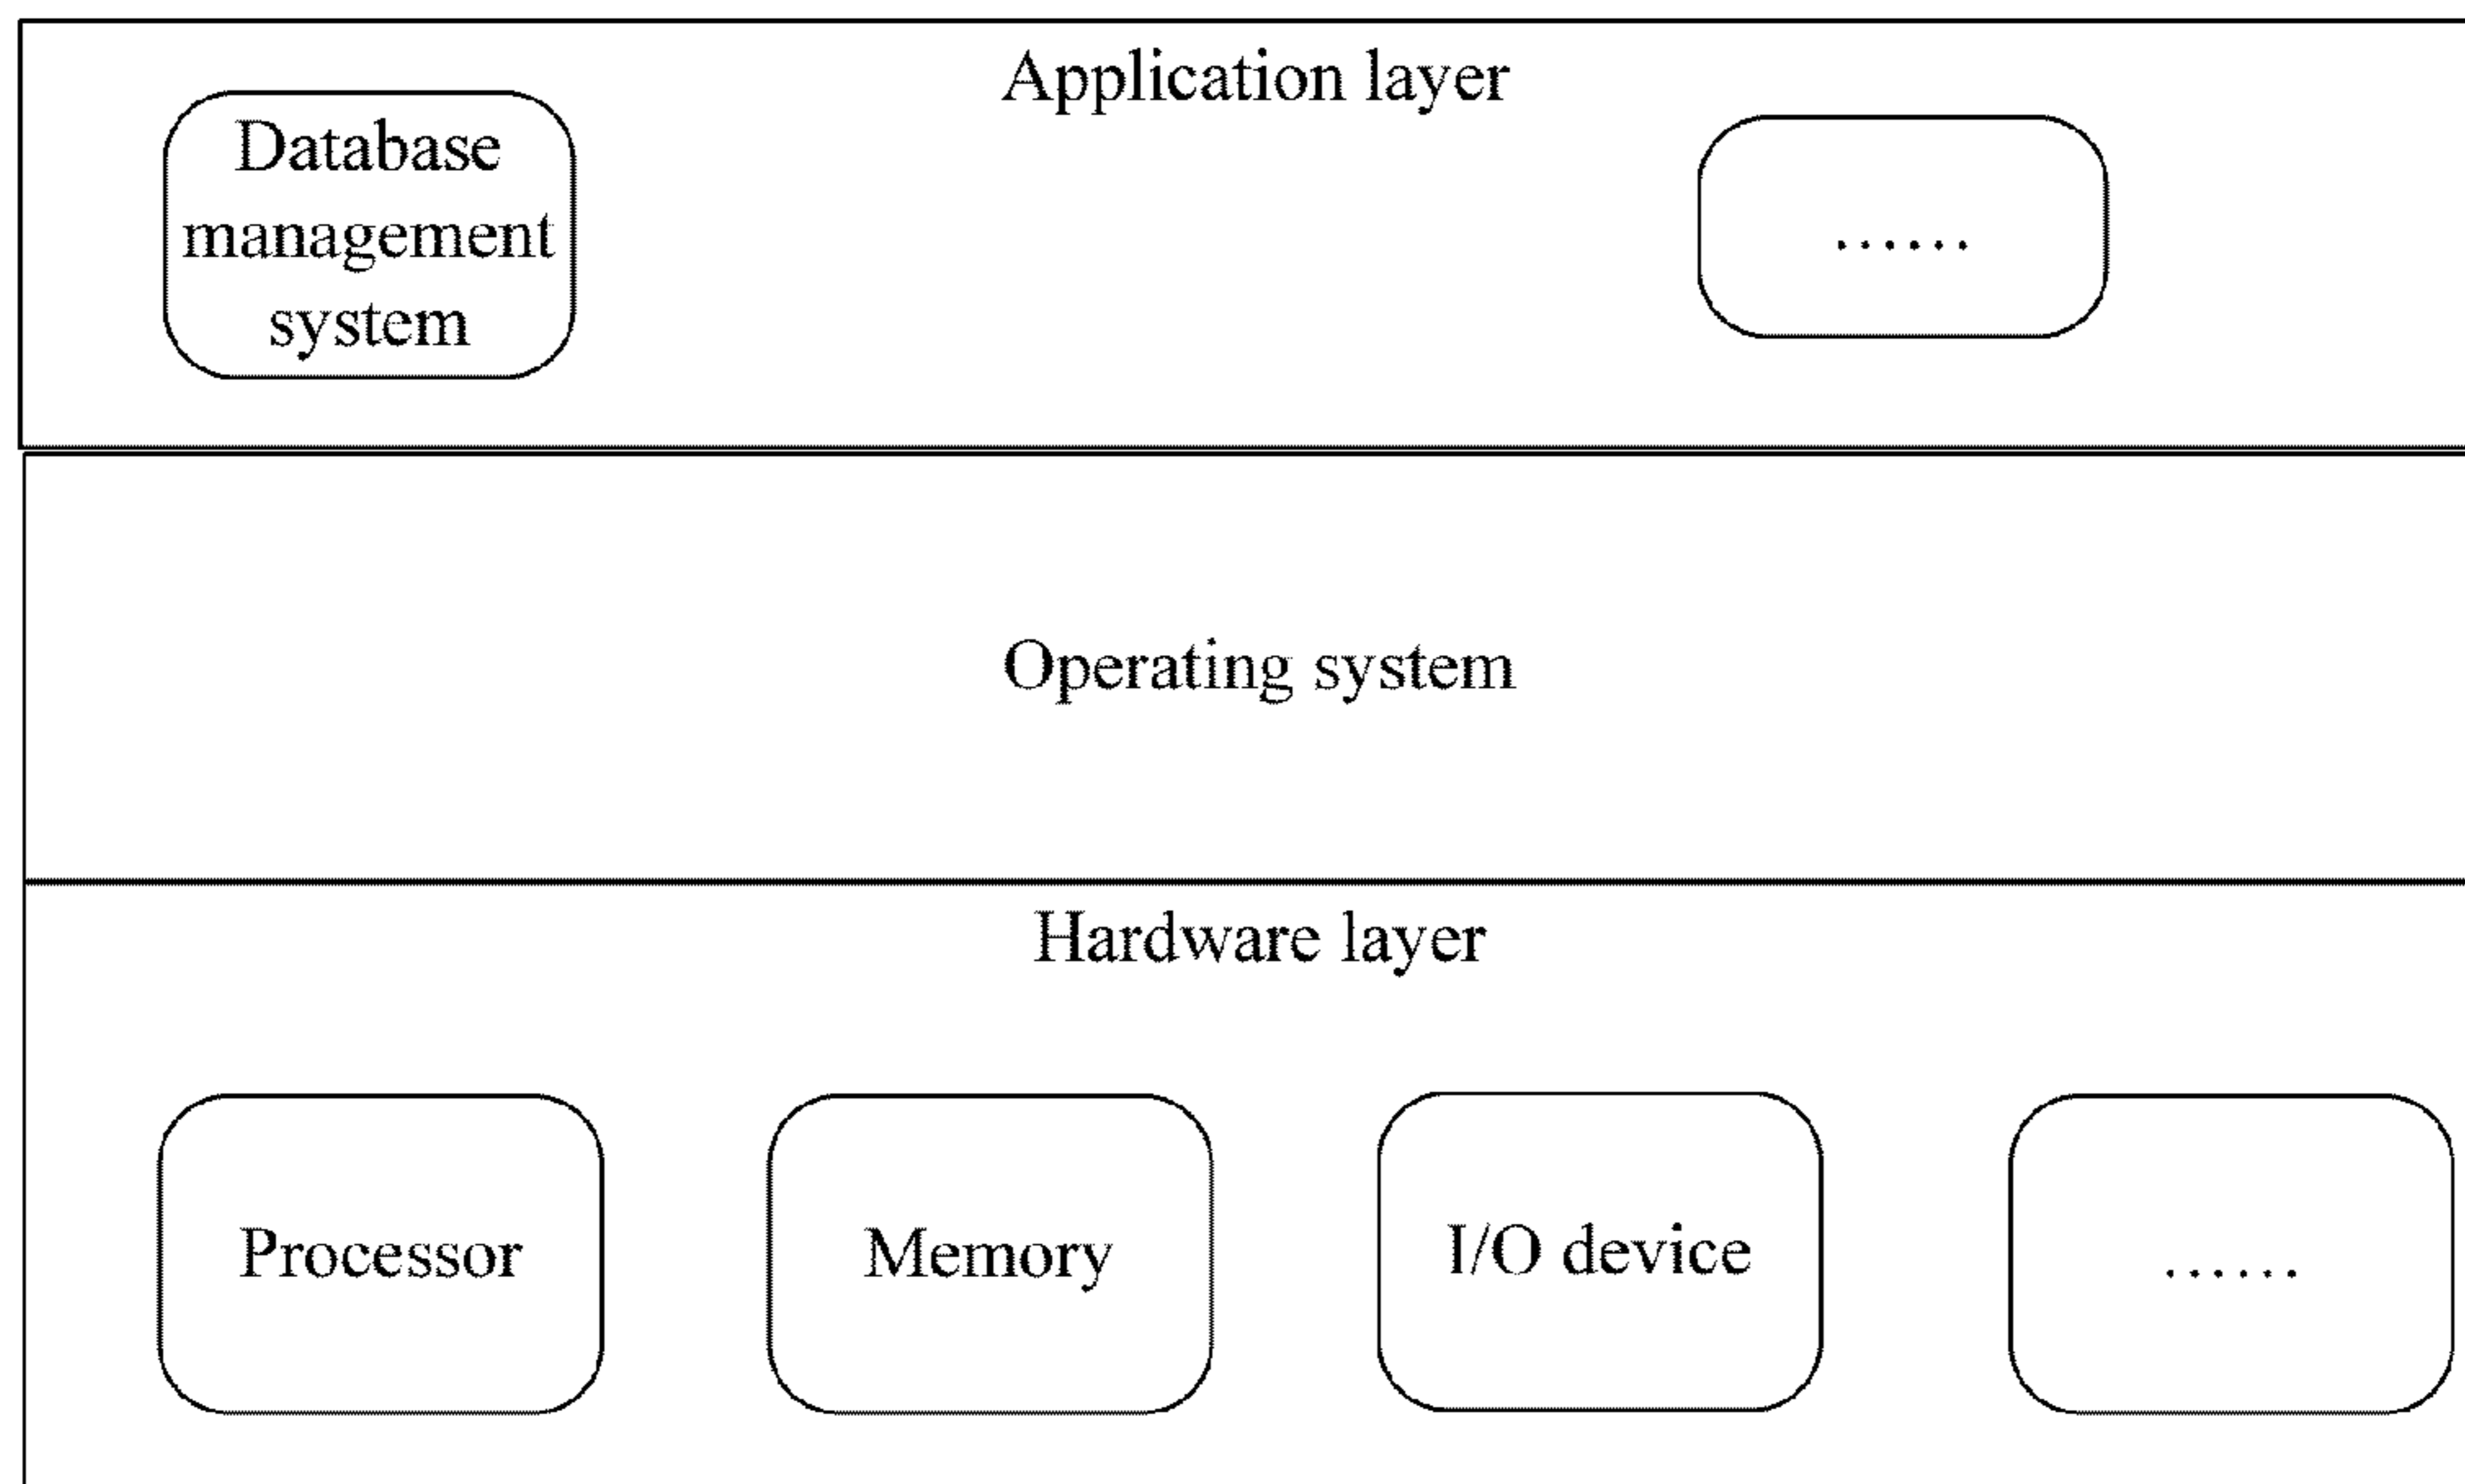 Application layer
Database
management
system
......
Operating system
Hardware layer
Processor
Memory
I/O device
......